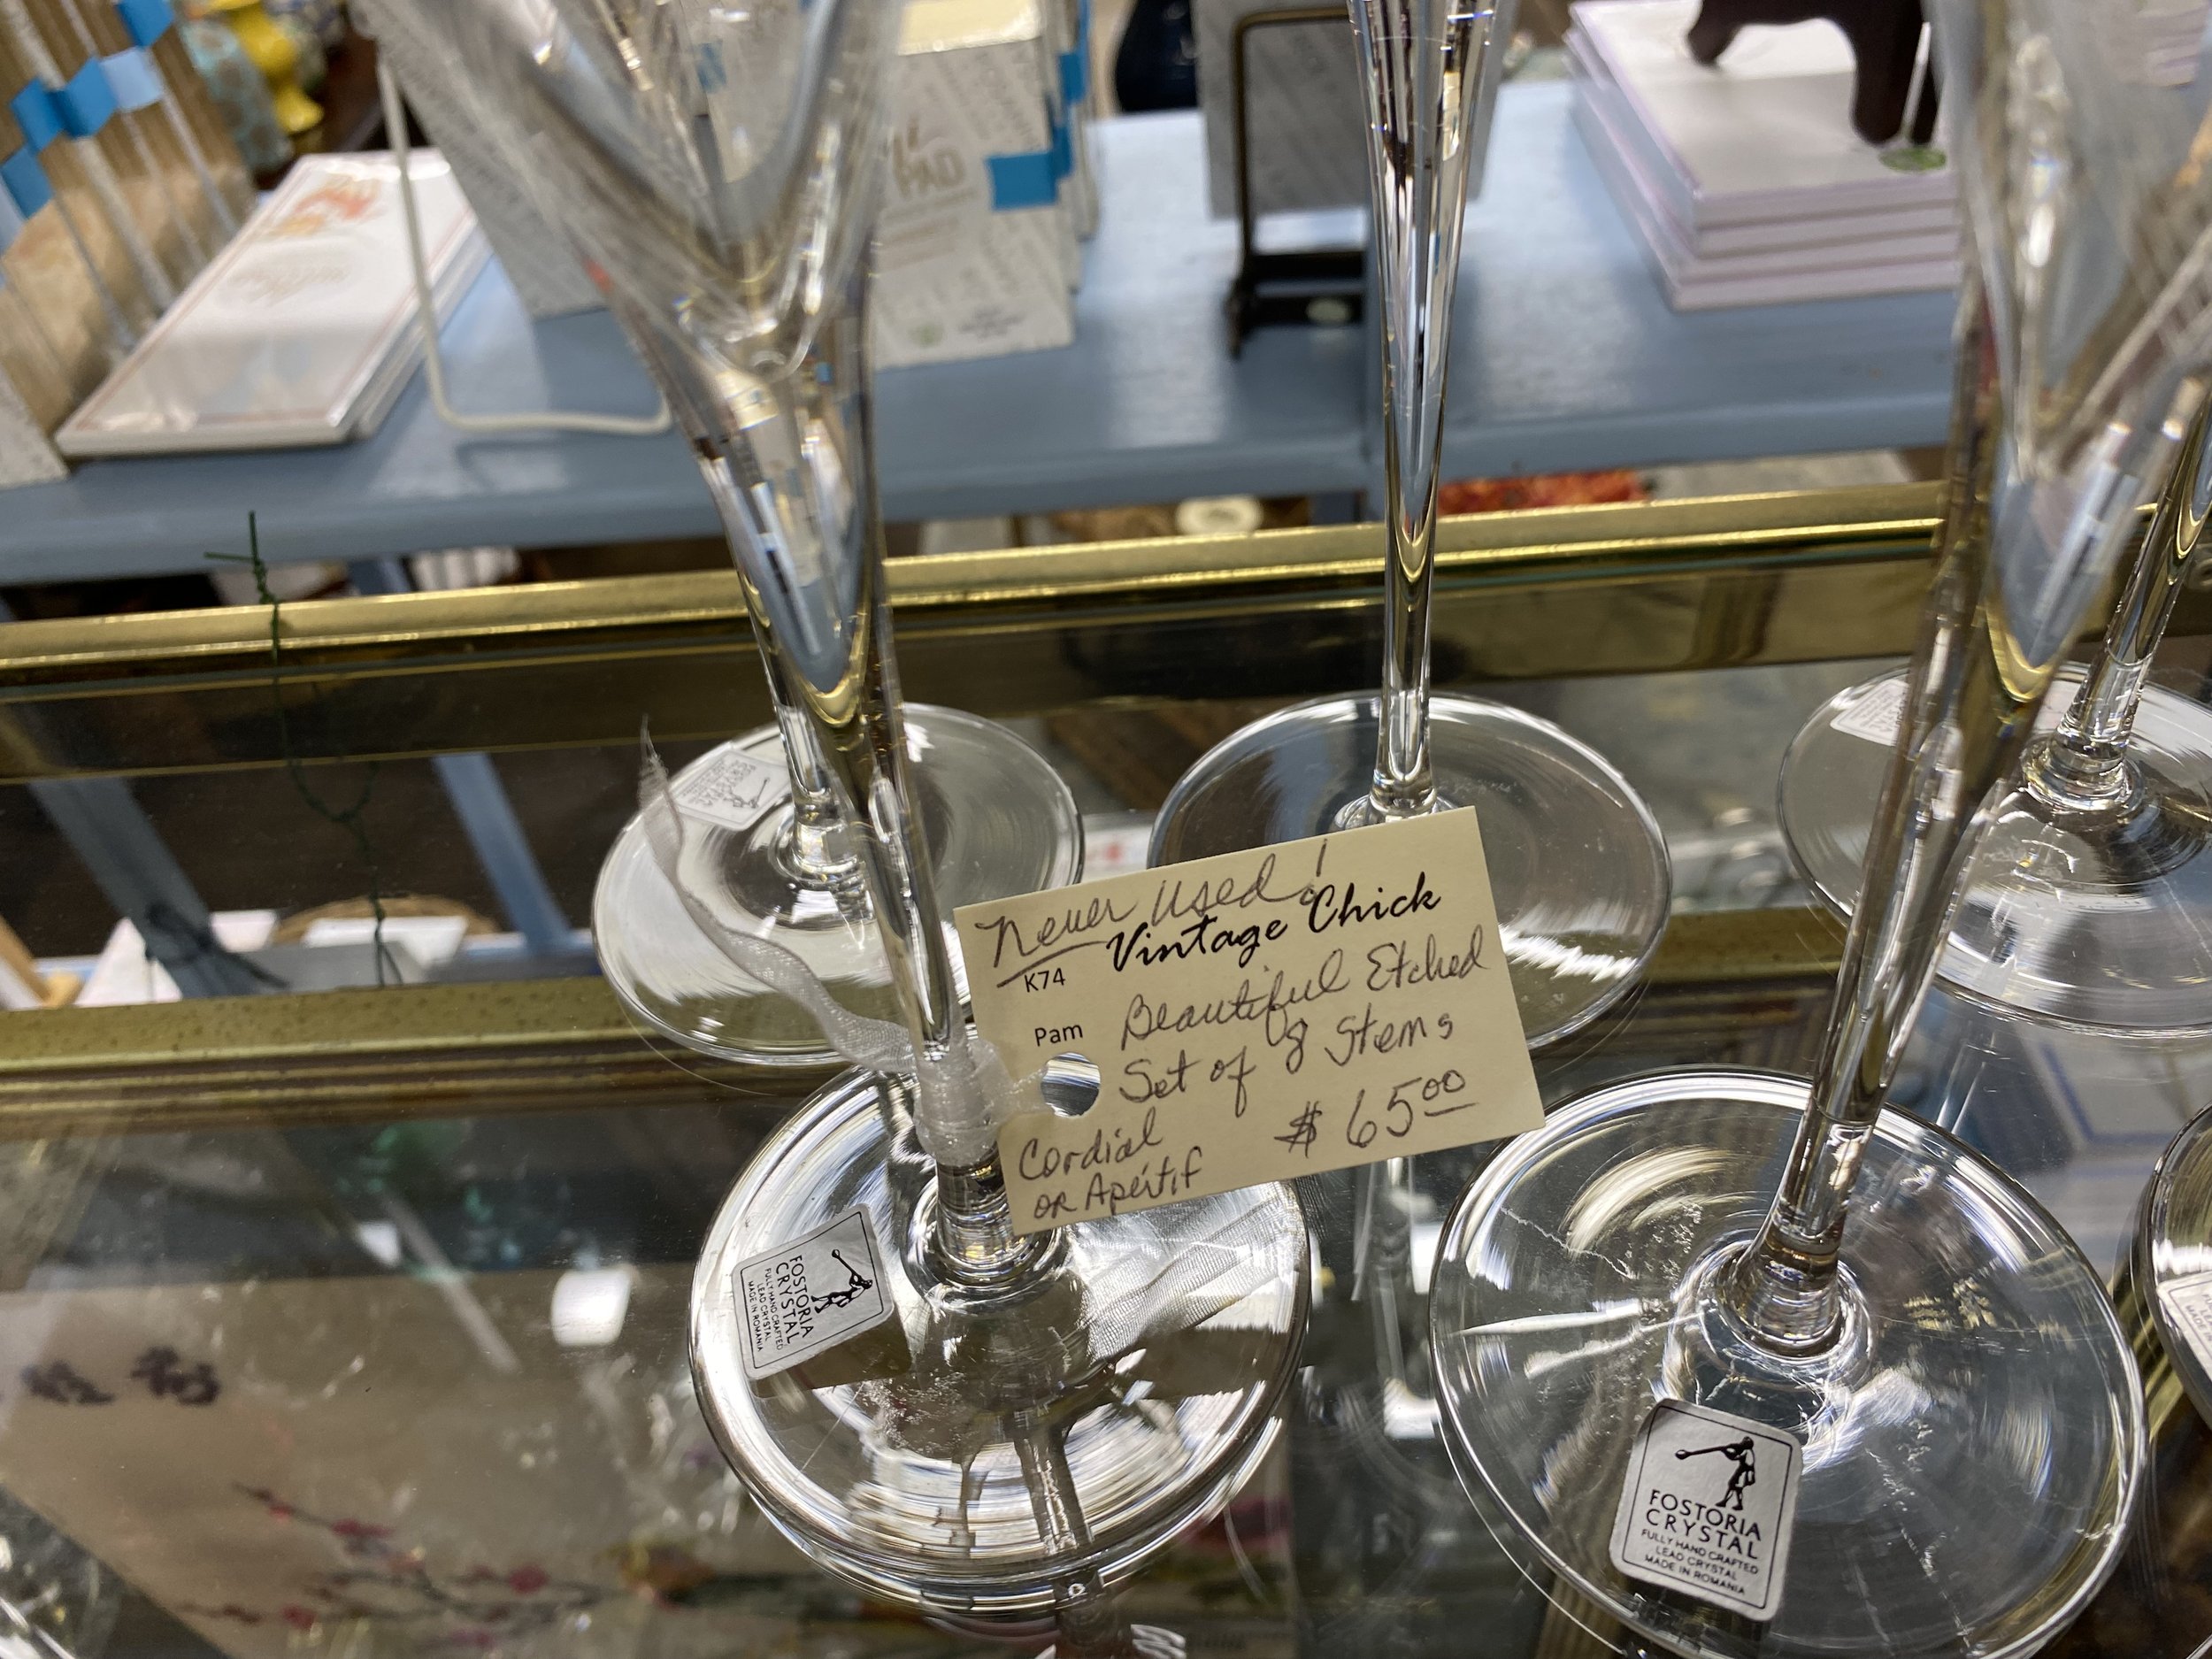 Never Used!
Vintage Chick
K74
Pam
Beautiful Etched
Set of 8 Stems
Cordial
or Apéritif
$ 65.00
FOSTORIA
CRYSTAL
FULLY HAND CRAFTED
LEAD CRYSTAL
MADE IN ROMANIA
FOSTORIA
CRYSTAL
FULLY HAND CRAFTED
LEAD CRYSTAL
MADE IN ROMANIA